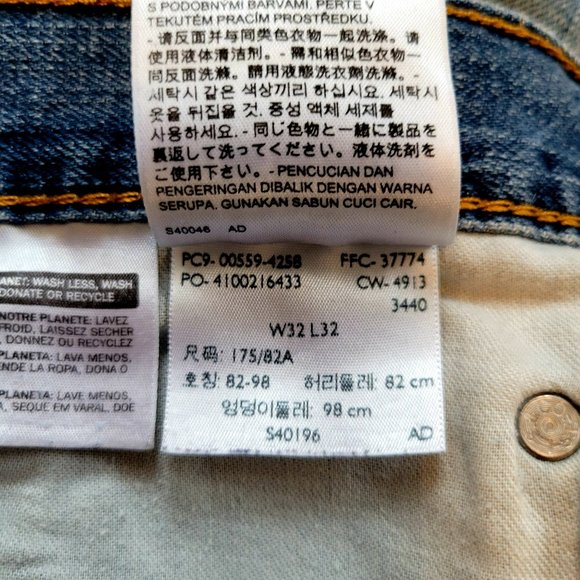 S PODOBNÝMI BARVAMI, PERTE V
TEKUTÉM PRACÍM PROSTŘEDKU.
- 请反面并与同类色衣物一起洗涤。请
使用液体清洁剂。- 需和相似色衣物一
同反面洗滌。請用液態洗衣劑洗滌。-
세탁시 같은 색상끼리 하십시요. 세탁시
옷을 뒤집을 것. 중성 액체 세제를
사용하세요. - 同じ色物と一緒に製品を
裏返して洗ってください。液体洗剤を
ご使用下さい。- PENCUCIAN DAN
PENGERINGAN DIBALIK DENGAN WARNA
SERUPA. GUNAKAN SABUN CUCI CAIR.
S40046 AD
ANET: WASH LESS, WASH
DONATE OR RECYCLE
NOTRE PLANETE: LAVEZ
FROID, LAISSEZ SECHER
DONNEZ OU RECYCLEZ
PLANETA: LAVA MENOS,
ENDE LA ROPA, DONA O
PLANETA: LAVE MENOS,
A, SEQUE EM VARAL, DOE
PC9- 00559-4258 FFC- 37774
PO- 4100216433 CW- 4913
3440
W32 L32
尺码: 175/82A
호칭: 82-98 허리둘레: 82 cm
엉덩이둘레: 98 cm
S40196 AD